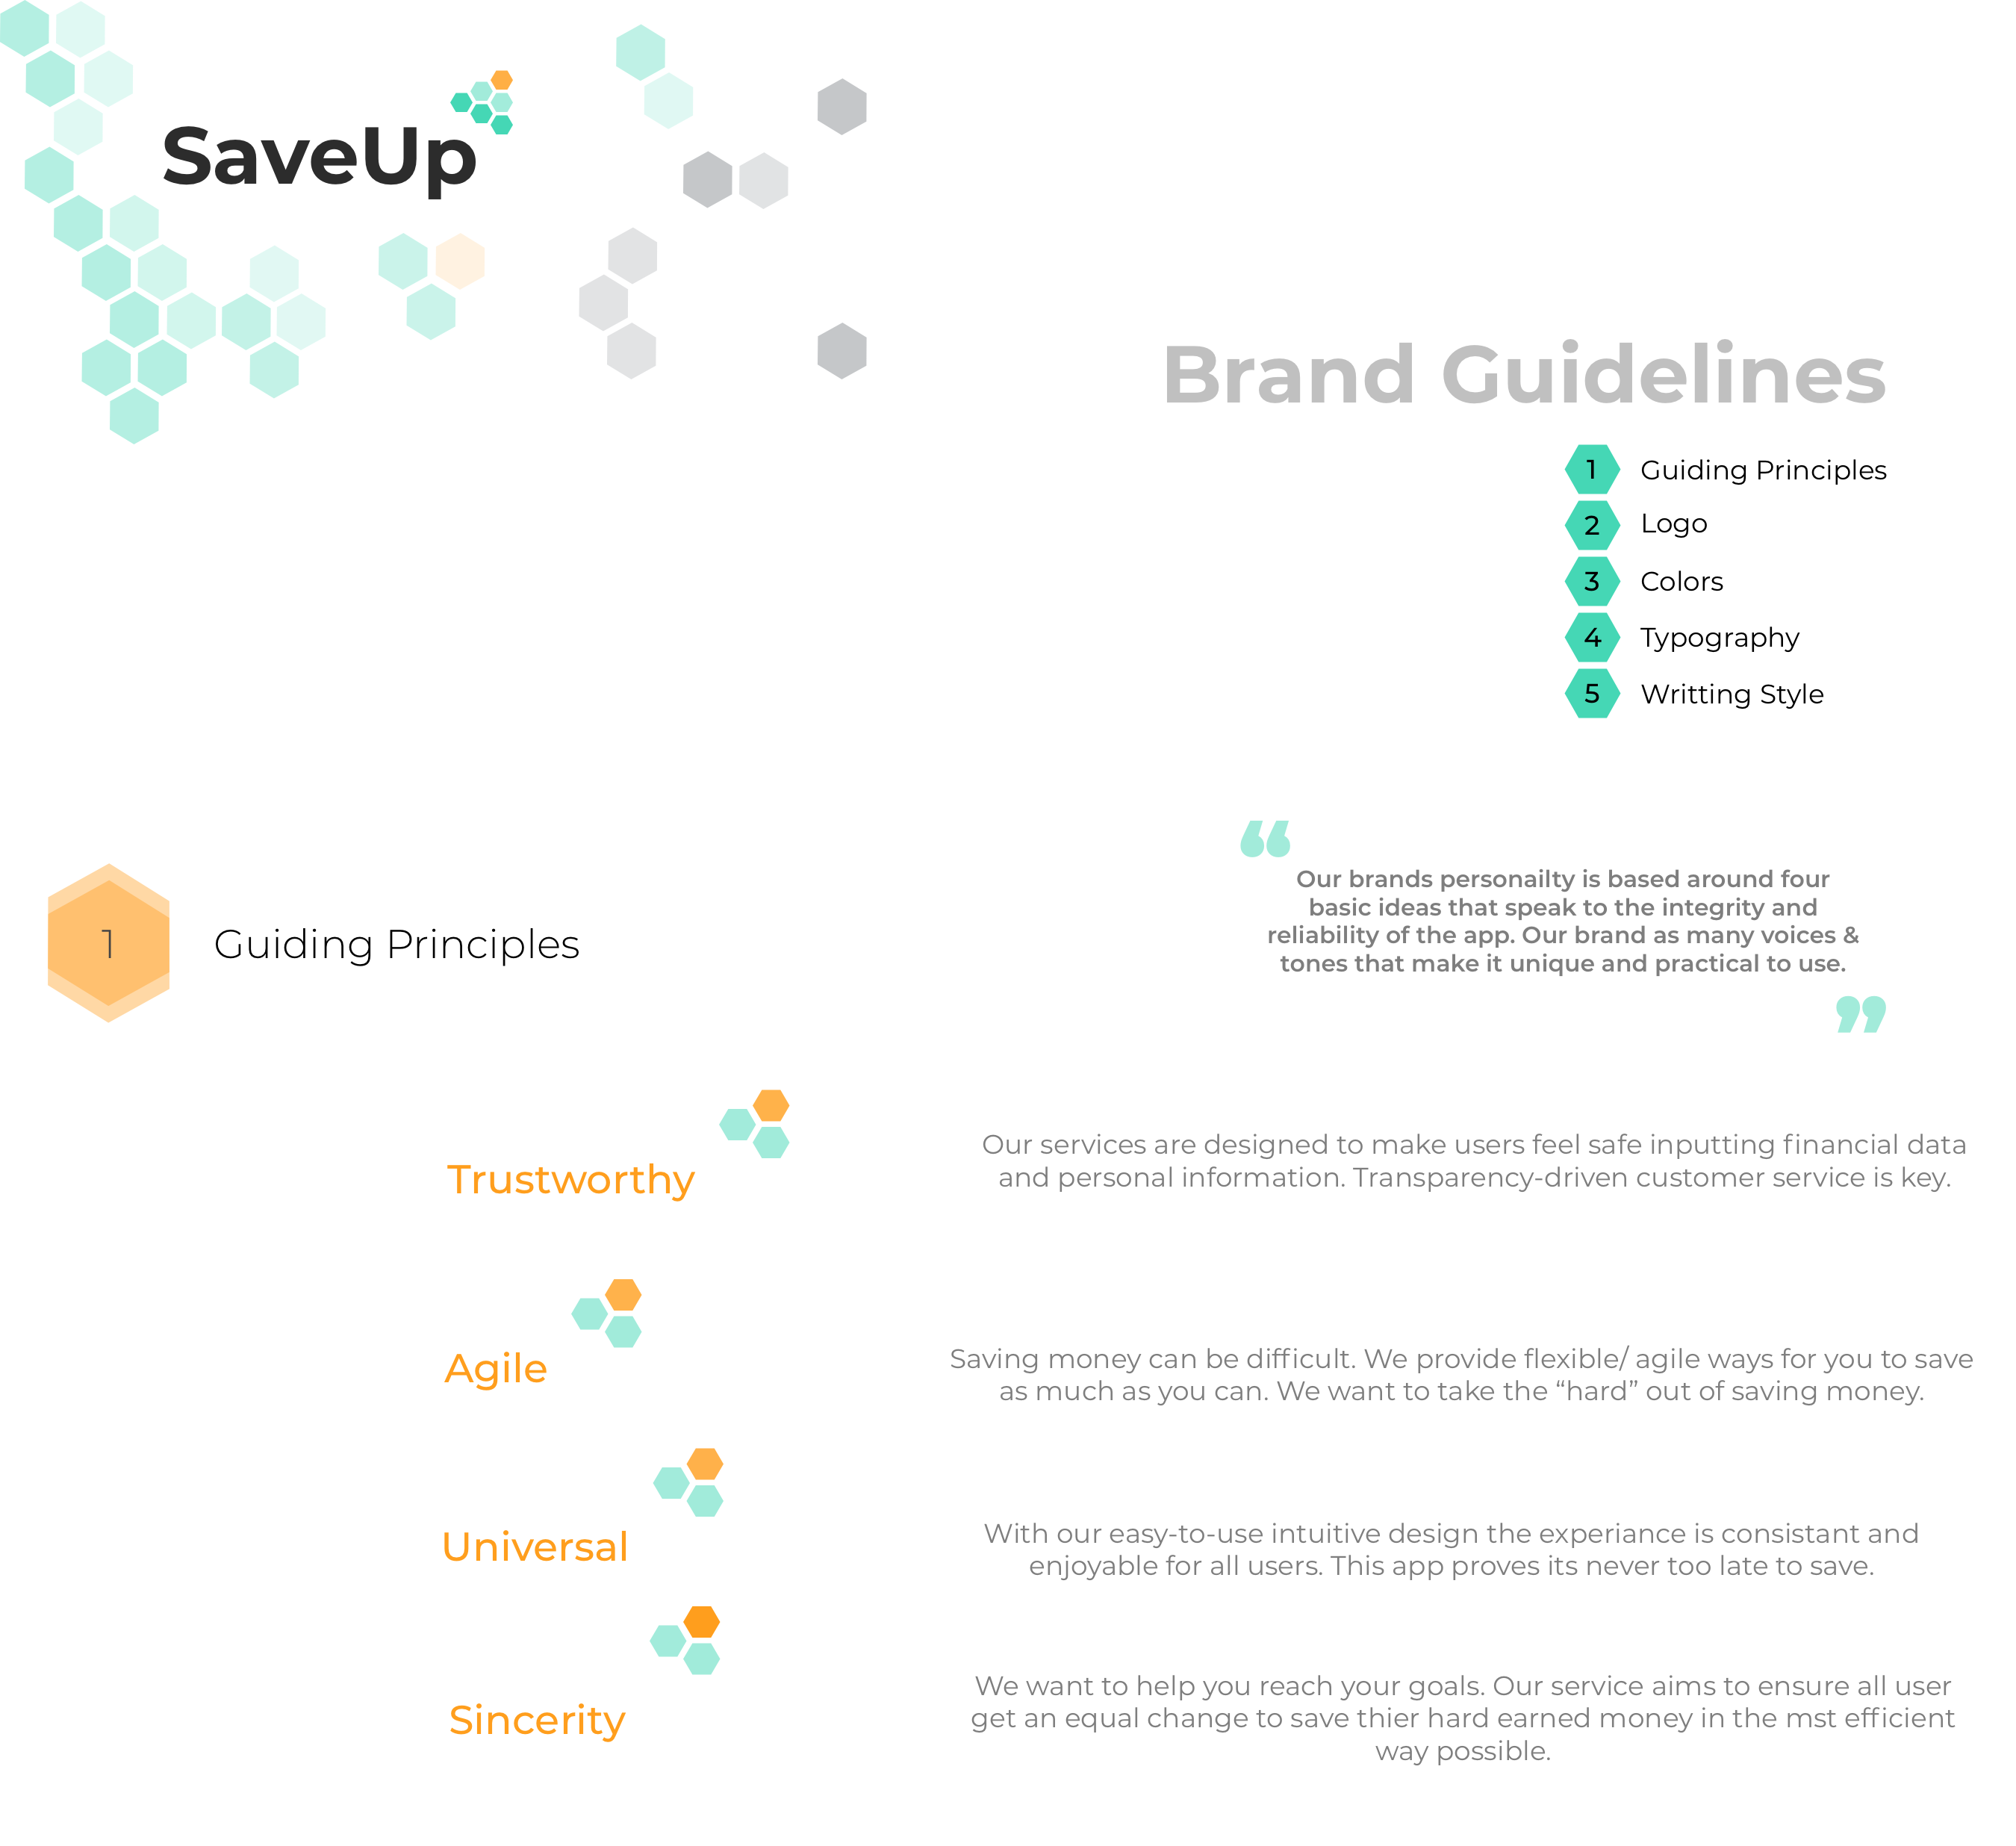 SaveUp
Brand Guidelines
1 Guiding Principles
2 Logo
3 Colors
4 Typography
5 Writting Style
“
Our brands personailty is based around four
basic ideas that speak to the integrity and
reliability of the app. Our brand as many voices &
tones that make it unique and practical to use.
”
1 Guiding Principles
Trustworthy
Our services are designed to make users feel safe inputting financial data
and personal information. Transparency-driven customer service is key.
Agile
Saving money can be difficult. We provide flexible/ agile ways for you to save
as much as you can. We want to take the “hard” out of saving money.
Universal
With our easy-to-use intuitive design the experiance is consistant and
enjoyable for all users. This app proves its never too late to save.
Sincerity
We want to help you reach your goals. Our service aims to ensure all user
get an equal change to save thier hard earned money in the mst efficient
way possible.